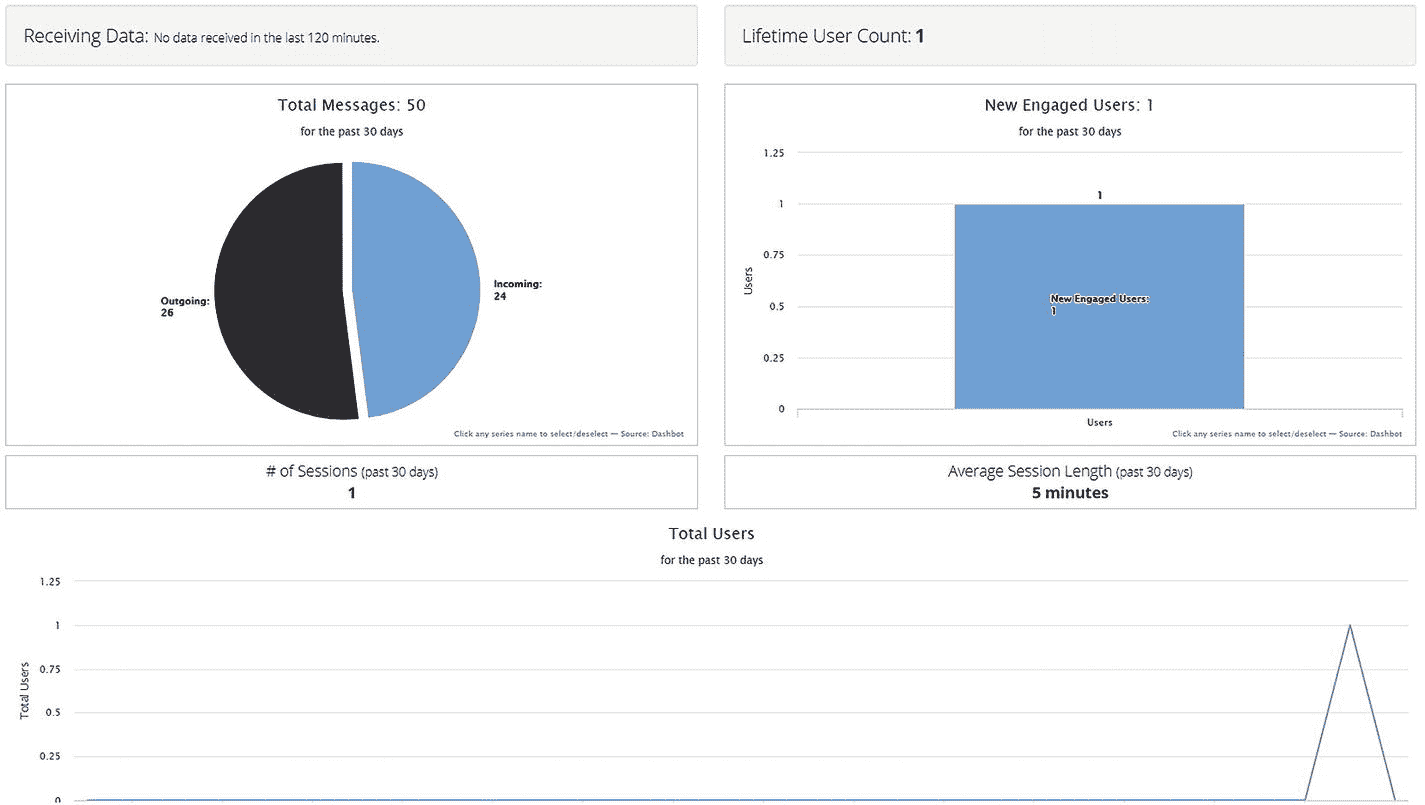 Receiving Data: No data received in the last 120 minutes.
Lifetime User Count: 1
Total Messages: 50
for the past 30 days
Outgoing:
26
Incoming:
24
Click any series name to select/deselect — Source: Dashbot
New Engaged Users: 1
for the past 30 days
1.25
1
0.75
0.5
0.25
0
Users
1
New Engaged Users:
1
Users
Click any series name to select/deselect — Source: Dashbot
# of Sessions (past 30 days)
1
Average Session Length (past 30 days)
5 minutes
Total Users
for the past 30 days
1.25
1
0.75
0.5
0.25
0
Total Users